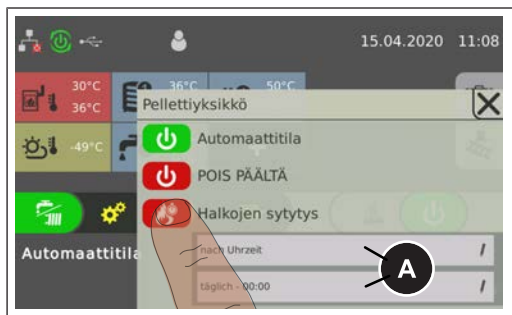 15.04.2020 11:08
30°C
36°C
36°C
50°C
-49°C
Pellettiyksikkö
Automaattitila
POIS PÄÄLTÄ
Halkojen sytytys
Automaattitila
nach Uhrzeit
täglich - 00:00
A